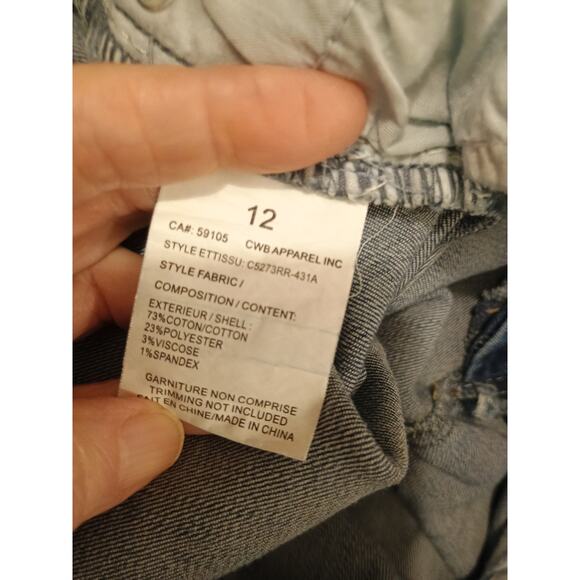 12
CA#: 59105 CWB APPAREL INC
STYLE ETTISSU: C5273RR-431A
STYLE FABRIC /
COMPOSITION / CONTENT:
EXTERIEUR / SHELL :
73%COTON/COTTON
23%POLYESTER
3%VISCOSE
1%SPANDEX
GARNITURE NON COMPRISE
TRIMMING NOT INCLUDED
FAIT EN CHINE/MADE IN CHINA